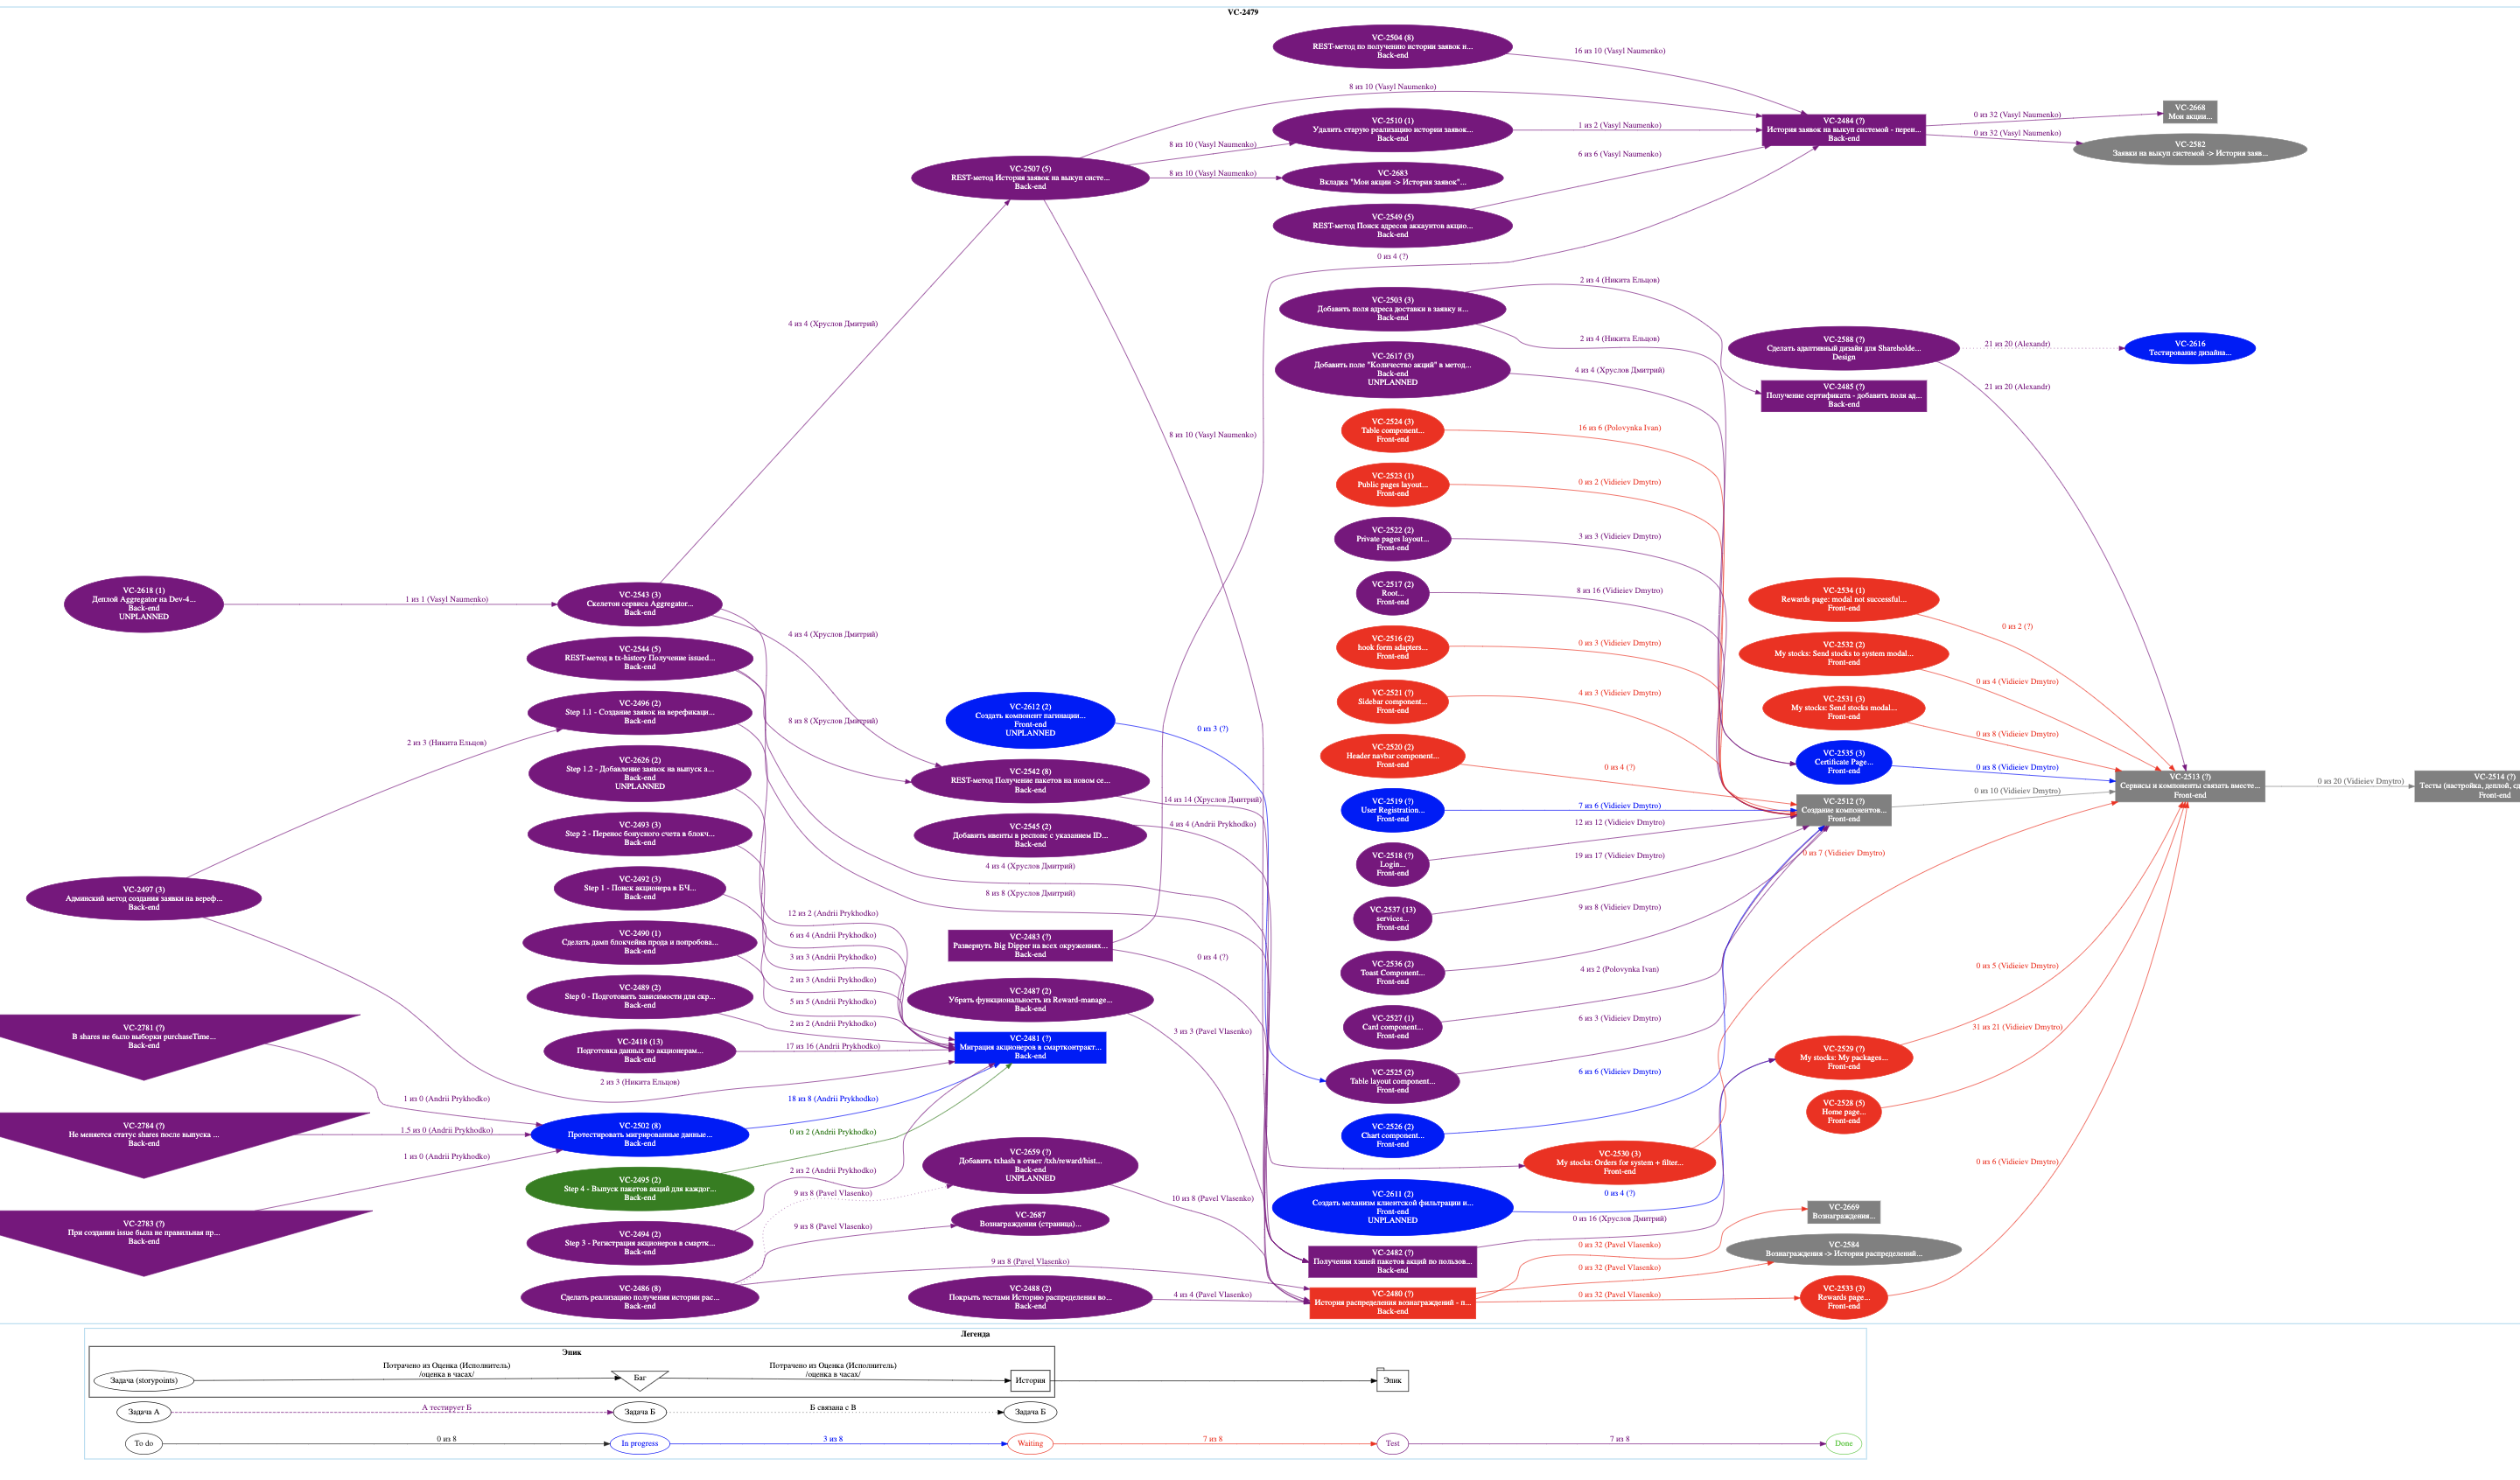 VC-2479
VC-2504 (8)
REST-метод по получению истории заявок н...
Back-end
16 из 10 (Vasyl Naumenko)
8 из 10 (Vasyl Naumenko)
VC-2510 (1)
Удалить старую реализацию истории заявок...
Back-end
1 из 2 (Vasyl Naumenko)
8 из 10 (Vasyl Naumenko)
VC-2484 (?)
История заявок на выкуп системой - перен...
Back-end
0 из 32 (Vasyl Naumenko)
VC-2668
Мои акции...
0 из 32 (Vasyl Naumenko)
VC-2582
Заявки на выкуп системой -> История заяв...
VC-2507 (5)
REST-метод История заявок на выкуп систе...
Back-end
8 из 10 (Vasyl Naumenko)
VC-2683
Вкладка "Мои акции -> История заявок"...
6 из 6 (Vasyl Naumenko)
VC-2549 (5)
REST-метод Поиск адресов аккаунтов акцио...
Back-end
0 из 4 (?)
VC-2503 (3)
Добавить поля адреса доставки в заявку н...
Back-end
2 из 4 (Никита Ельцов)
2 из 4 (Никита Ельцов)
4 из 4 (Хруслов Дмитрий)
VC-2617 (3)
Добавить поле "Количество акций" в метод...
Back-end
UNPLANNED
4 из 4 (Хруслов Дмитрий)
VC-2588 (?)
Сделать адаптивный дизайн для Shareholde...
Design
21 из 20 (Alexandr)
VC-2616
Тестирование дизайна...
21 из 20 (Alexandr)
VC-2485 (?)
Получение сертификата - добавить поля ад...
Back-end
VC-2524 (3)
Table component...
Front-end
16 из 6 (Polovynka Ivan)
8 из 10 (Vasyl Naumenko)
VC-2523 (1)
Public pages layout...
Front-end
0 из 2 (Vidieiev Dmytro)
VC-2522 (2)
Private pages layout...
Front-end
3 из 3 (Vidieiev Dmytro)
VC-2618 (1)
Деплой Aggregator на Dev-4...
Back-end
UNPLANNED
1 из 1 (Vasyl Naumenko)
VC-2543 (3)
Скелетон сервиса Aggregator...
Back-end
4 из 4 (Хруслов Дмитрий)
VC-2517 (2)
Root...
Front-end
8 из 16 (Vidieiev Dmytro)
VC-2534 (1)
Rewards page: modal not successful...
Front-end
0 из 2 (?)
VC-2544 (5)
REST-метод в tx-history Получение issued...
Back-end
VC-2516 (2)
hook form adapters...
Front-end
0 из 3 (Vidieiev Dmytro)
VC-2532 (2)
My stocks: Send stocks to system modal...
Front-end
0 из 4 (Vidieiev Dmytro)
VC-2496 (2)
Step 1.1 - Создание заявок на верефикаци...
Back-end
2 из 3 (Никита Ельцов)
8 из 8 (Хруслов Дмитрий)
VC-2612 (2)
Создать компонент пагинации...
Front-end
UNPLANNED
0 из 3 (?)
VC-2521 (?)
Sidebar component...
Front-end
4 из 3 (Vidieiev Dmytro)
VC-2531 (3)
My stocks: Send stocks modal...
Front-end
0 из 8 (Vidieiev Dmytro)
VC-2626 (2)
Step 1.2 - Добавление заявок на выпуск а...
Back-end
UNPLANNED
VC-2542 (8)
REST-метод Получение пакетов на новом се...
Back-end
14 из 14 (Хруслов Дмитрий)
VC-2520 (2)
Header navbar component...
Front-end
0 из 4 (?)
VC-2535 (3)
Certificate Page...
Front-end
0 из 8 (Vidieiev Dmytro)
VC-2513 (?)
Сервисы и компоненты связать вместе...
Front-end
0 из 20 (Vidieiev Dmytro)
VC-2514 (?)
Тесты (настройка, деплой, сд
Front-end
VC-2493 (3)
Step 2 - Перенос бонусного счета в блокч...
Back-end
VC-2545 (2)
Добавить ивенты в респонс с указанием ID...
Back-end
4 из 4 (Andrii Prykhodko)
VC-2519 (?)
User Registration...
Front-end
7 из 6 (Vidieiev Dmytro)
VC-2512 (?)
Создание компонентов...
Front-end
0 из 10 (Vidieiev Dmytro)
12 из 12 (Vidieiev Dmytro)
VC-2518 (?)
Login...
Front-end
19 из 17 (Vidieiev Dmytro)
0 из 7 (Vidieiev Dmytro)
VC-2497 (3)
Админский метод создания заявки на вереф...
Back-end
VC-2492 (3)
Step 1 - Поиск акционера в БЧ...
Back-end
4 из 4 (Хруслов Дмитрий)
8 из 8 (Хруслов Дмитрий)
12 из 2 (Andrii Prykhodko)
VC-2537 (13)
services...
Front-end
9 из 8 (Vidieiev Dmytro)
VC-2490 (1)
Сделать дамп блокчейна прода и попробова...
Back-end
6 из 4 (Andrii Prykhodko)
3 из 3 (Andrii Prykhodko)
VC-2483 (?)
Развернуть Big Dipper на всех окружениях...
Back-end
0 из 4 (?)
VC-2536 (2)
Toast Component...
Front-end
4 из 2 (Polovynka Ivan)
0 из 5 (Vidieiev Dmytro)
VC-2489 (2)
Step 0 - Подготовить зависимости для скр...
Back-end
2 из 3 (Andrii Prykhodko)
5 из 5 (Andrii Prykhodko)
2 из 2 (Andrii Prykhodko)
VC-2487 (2)
Убрать функциональность из Reward-manage...
Back-end
3 из 3 (Pavel Vlasenko)
VC-2527 (1)
Card component...
Front-end
6 из 3 (Vidieiev Dmytro)
31 из 21 (Vidieiev Dmytro)
VC-2781 (?)
В shares не было выборки purchaseTime...
Back-end
VC-2418 (13)
Подготовка данных по акционерам...
Back-end
17 из 16 (Andrii Prykhodko)
VC-2481 (?)
Миграция акционеров в смартконтракт...
Back-end
VC-2529 (?)
My stocks: My packages...
Front-end
2 из 3 (Никита Ельцов)
VC-2525 (2)
Table layout component...
Front-end
6 из 6 (Vidieiev Dmytro)
VC-2528 (5)
Home page...
Front-end
1 из 0 (Andrii Prykhodko)
18 из 8 (Andrii Prykhodko)
VC-2784 (?)
Не меняется статус shares после выпуска ...
Back-end
1.5 из 0 (Andrii Prykhodko)
VC-2502 (8)
Протестировать мигрированные данные...
Back-end
0 из 2 (Andrii Prykhodko)
VC-2526 (2)
Chart component...
Front-end
1 из 0 (Andrii Prykhodko)
VC-2495 (2)
Step 4 - Выпуск пакетов акций для каждог...
Back-end
2 из 2 (Andrii Prykhodko)
9 из 8 (Pavel Vlasenko)
VC-2659 (?)
Добавить txhash в ответ /txh/reward/hist...
Back-end
UNPLANNED
10 из 8 (Pavel Vlasenko)
VC-2530 (3)
My stocks: Orders for system + filter...
Front-end
0 из 6 (Vidieiev Dmytro)
VC-2611 (2)
Создать механизм клиентской фильтрации и...
Front-end
UNPLANNED
0 из 4 (?)
0 из 16 (Хруслов Дмитрий)
VC-2669
Вознаграждения...
VC-2783 (?)
При создании issue была не правильная пр...
Back-end
VC-2494 (2)
Step 3 - Регистрация акционеров в смартк...
Back-end
9 из 8 (Pavel Vlasenko)
VC-2687
Вознаграждения (страница)...
VC-2482 (?)
Получения хэшей пакетов акций по пользов...
Back-end
0 из 32 (Pavel Vlasenko)
VC-2584
Вознаграждения -> История распределений...
0 из 32 (Pavel Vlasenko)
9 из 8 (Pavel Vlasenko)
VC-2486 (8)
Сделать реализацию получения истории рас...
Back-end
VC-2488 (2)
Покрыть тестами Историю распределения во...
Back-end
4 из 4 (Pavel Vlasenko)
VC-2480 (?)
История распределения вознаграждений - п...
Back-end
0 из 32 (Pavel Vlasenko)
VC-2533 (3)
Rewards page...
Front-end
Легенда
Эпик
Задача (storypoints)
Потрачено из Оценка (Исполнитель)
/оценка в часах/
Баг
Потрачено из Оценка (Исполнитель)
/оценка в часах/
История
Эпик
Задача А
А тестирует Б
Задача Б
Б связана с В
Задача Б
To do
0 из 8
In progress
3 из 8
Waiting
7 из 8
Test
7 из 8
Done